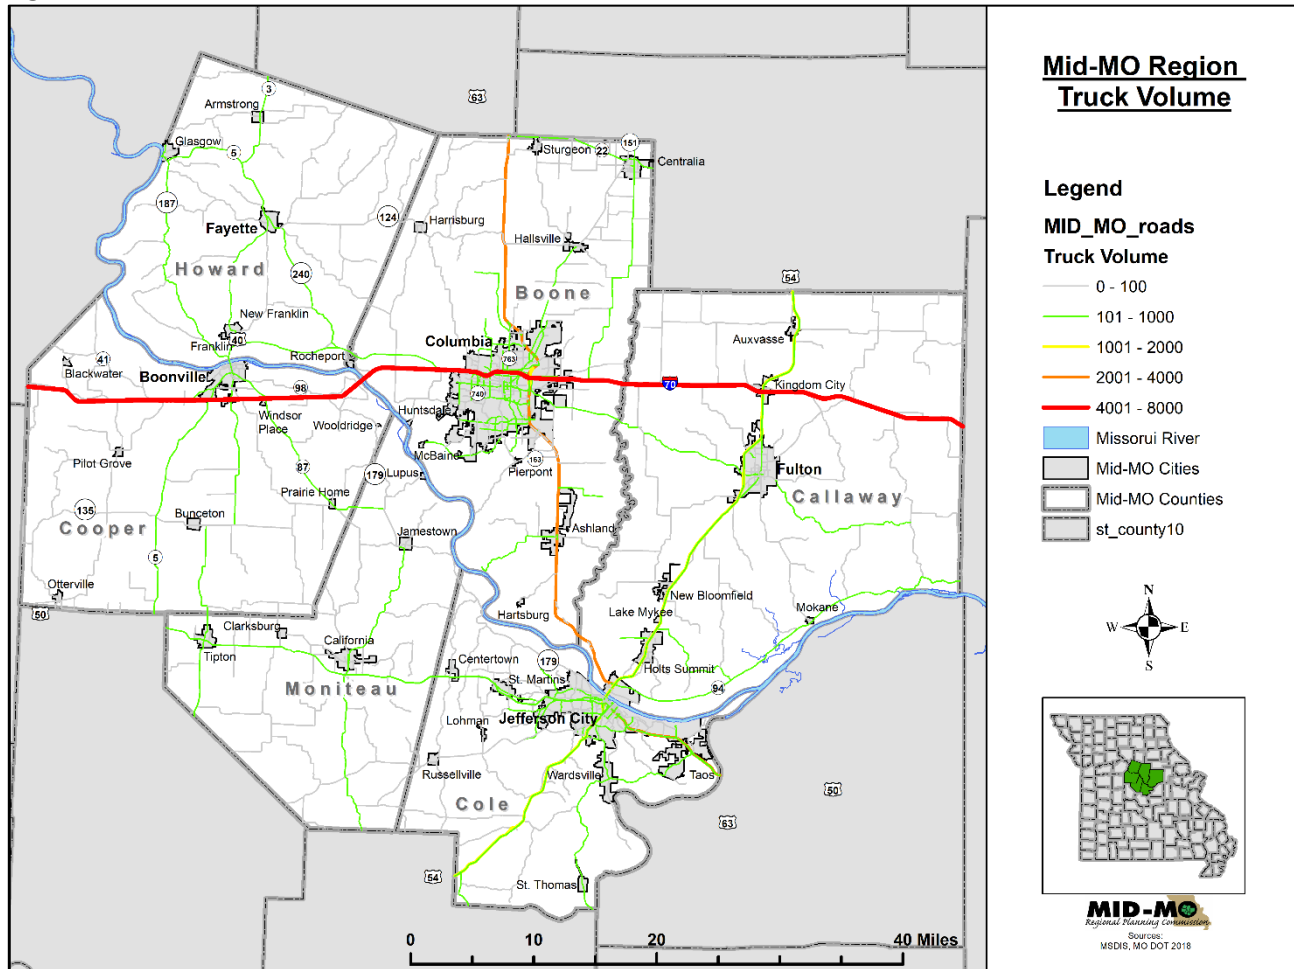 63
3
Armstrong
Glasgow
5
Sturgeon
22
151
Centralia
187
124
Harrisburg
Fayette
Hallsville
Howard
240
54
Boone
New Franklin
Franklin
40
Columbia
Auxvasse
Rocheport
763
41
Blackwater
Boonville
98
70
Kingdom City
740
Windsor
Place
Huntsdale
Wooldridge
McBaine
163
Pierpont
Pilot Grove
87
179
Lupus
Fulton
Prairie Home
Callaway
135
Bunceton
Cooper
Jamestown
Ashland
5
Otterville
50
Hartsburg
New Bloomfield
Lake Mykee
Mokane
Clarksburg
California
Tipton
Centertown
179
Holts Summit
St. Martins
94
Moniteau
Lohman
Jefferson City
Russellville
Wardsville
Taos
50
Cole
63
54
St. Thomas
0
10
20
40 Miles
Mid-MO Region
Truck Volume
Legend
MID_MO_roads
Truck Volume
0 - 100
101 - 1000
1001 - 2000
2001 - 4000
4001 - 8000
Missorui River
Mid-MO Cities
Mid-MO Counties
st_county10
N
W
E
S
MID-MO
Regional Planning Commission
Sources:
MSDIS, MO DOT 2018